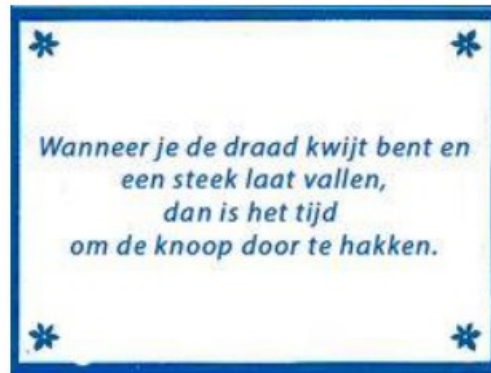 Wanneer je de draad kwijt bent en
een steek laat vallen,
dan is het tijd
om de knoop door te hakken.